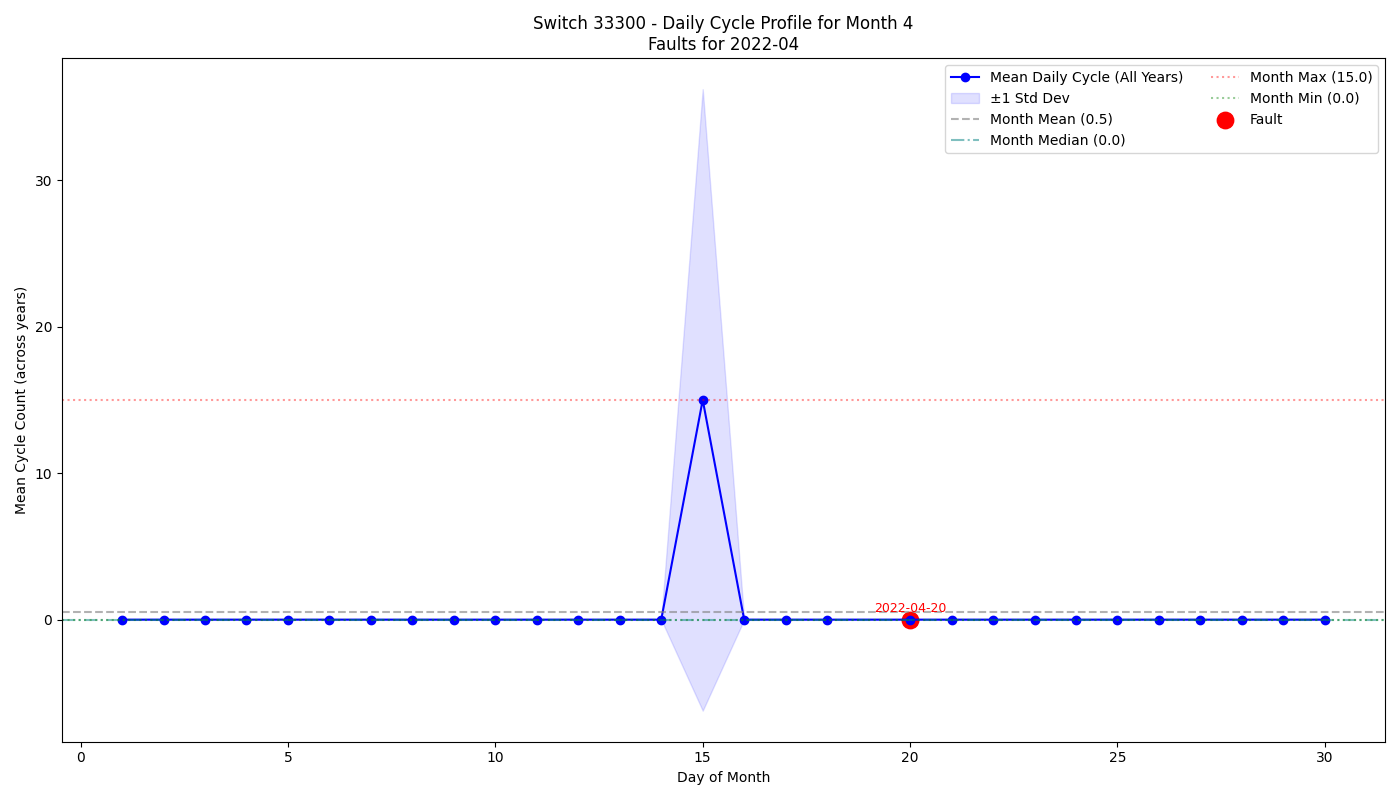 Switch 33300 - Daily Cycle Profile for Month 4
Faults for 2022-04
Mean Daily Cycle (All Years)
±1 Std Dev
Month Mean (0.5)
Month Median (0.0)
Month Max (15.0)
Month Min (0.0)
Fault
Mean Cycle Count (across years)
30
20
10
0
2022-04-20
0
5
10
15
20
25
30
Day of Month